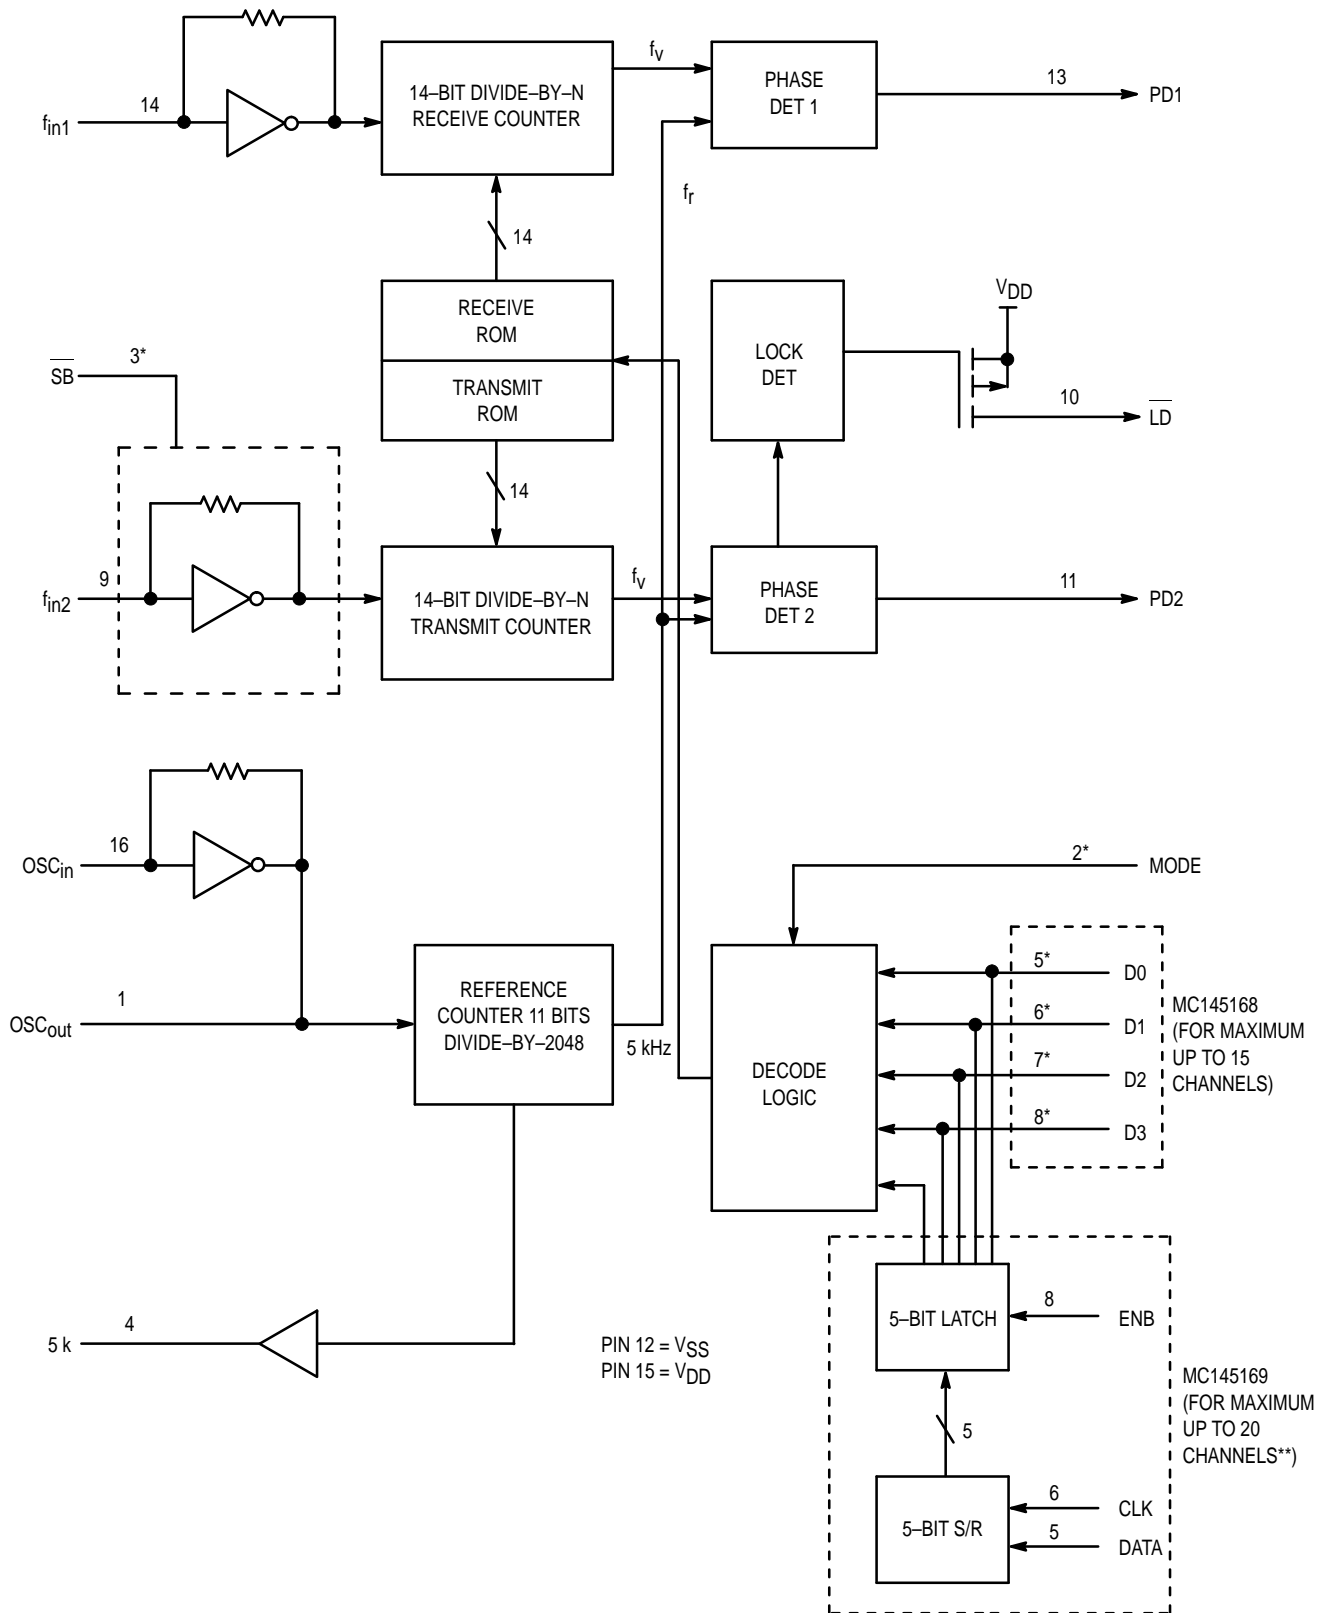 fin1
14
14–BIT DIVIDE–BY–N
RECEIVE COUNTER
fv
PHASE
DET 1
13
PD1
fr
14
RECEIVE
ROM
TRANSMIT
ROM
SB
3*
LOCK
DET
VDD
10
LD
14
fin2
9
14–BIT DIVIDE–BY–N
TRANSMIT COUNTER
fv
PHASE
DET 2
11
PD2
OSCin
16
2*
MODE
OSCout
1
REFERENCE
COUNTER 11 BITS
DIVIDE–BY–2048
5 kHz
DECODE
LOGIC
5*
D0
6*
D1
7*
D2
8*
D3
MC145168
(FOR MAXIMUM
UP TO 15
CHANNELS)
5 k
4
PIN 12 = VSS
PIN 15 = VDD
5–BIT LATCH
8
ENB
5
5–BIT S/R
6
CLK
5
DATA
MC145169
(FOR MAXIMUM
UP TO 20
CHANNELS**)